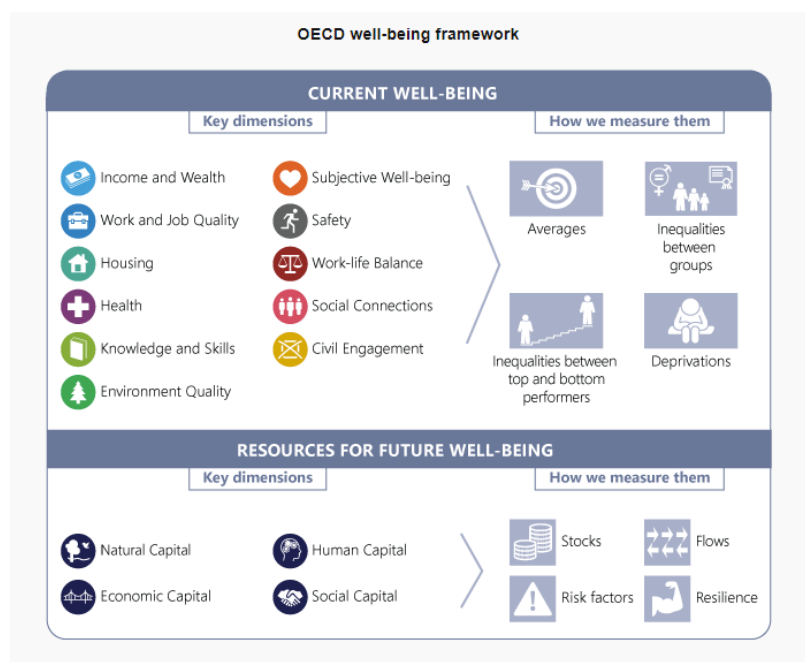 OECD well-being framework
CURRENT WELL-BEING
Key dimensions
How we measure them
Income and Wealth
Work and Job Quality
Housing
Health
Knowledge and Skills
Environment Quality
Subjective Well-being
Safety
Work-life Balance
Social Connections
Civil Engagement
Averages
Inequalities
between
groups
Inequalities between
top and bottom
performers
Deprivations
RESOURCES FOR FUTURE WELL-BEING
Key dimensions
How we measure them
Natural Capital
Economic Capital
Human Capital
Social Capital
Stocks
Flows
Risk factors
Resilience